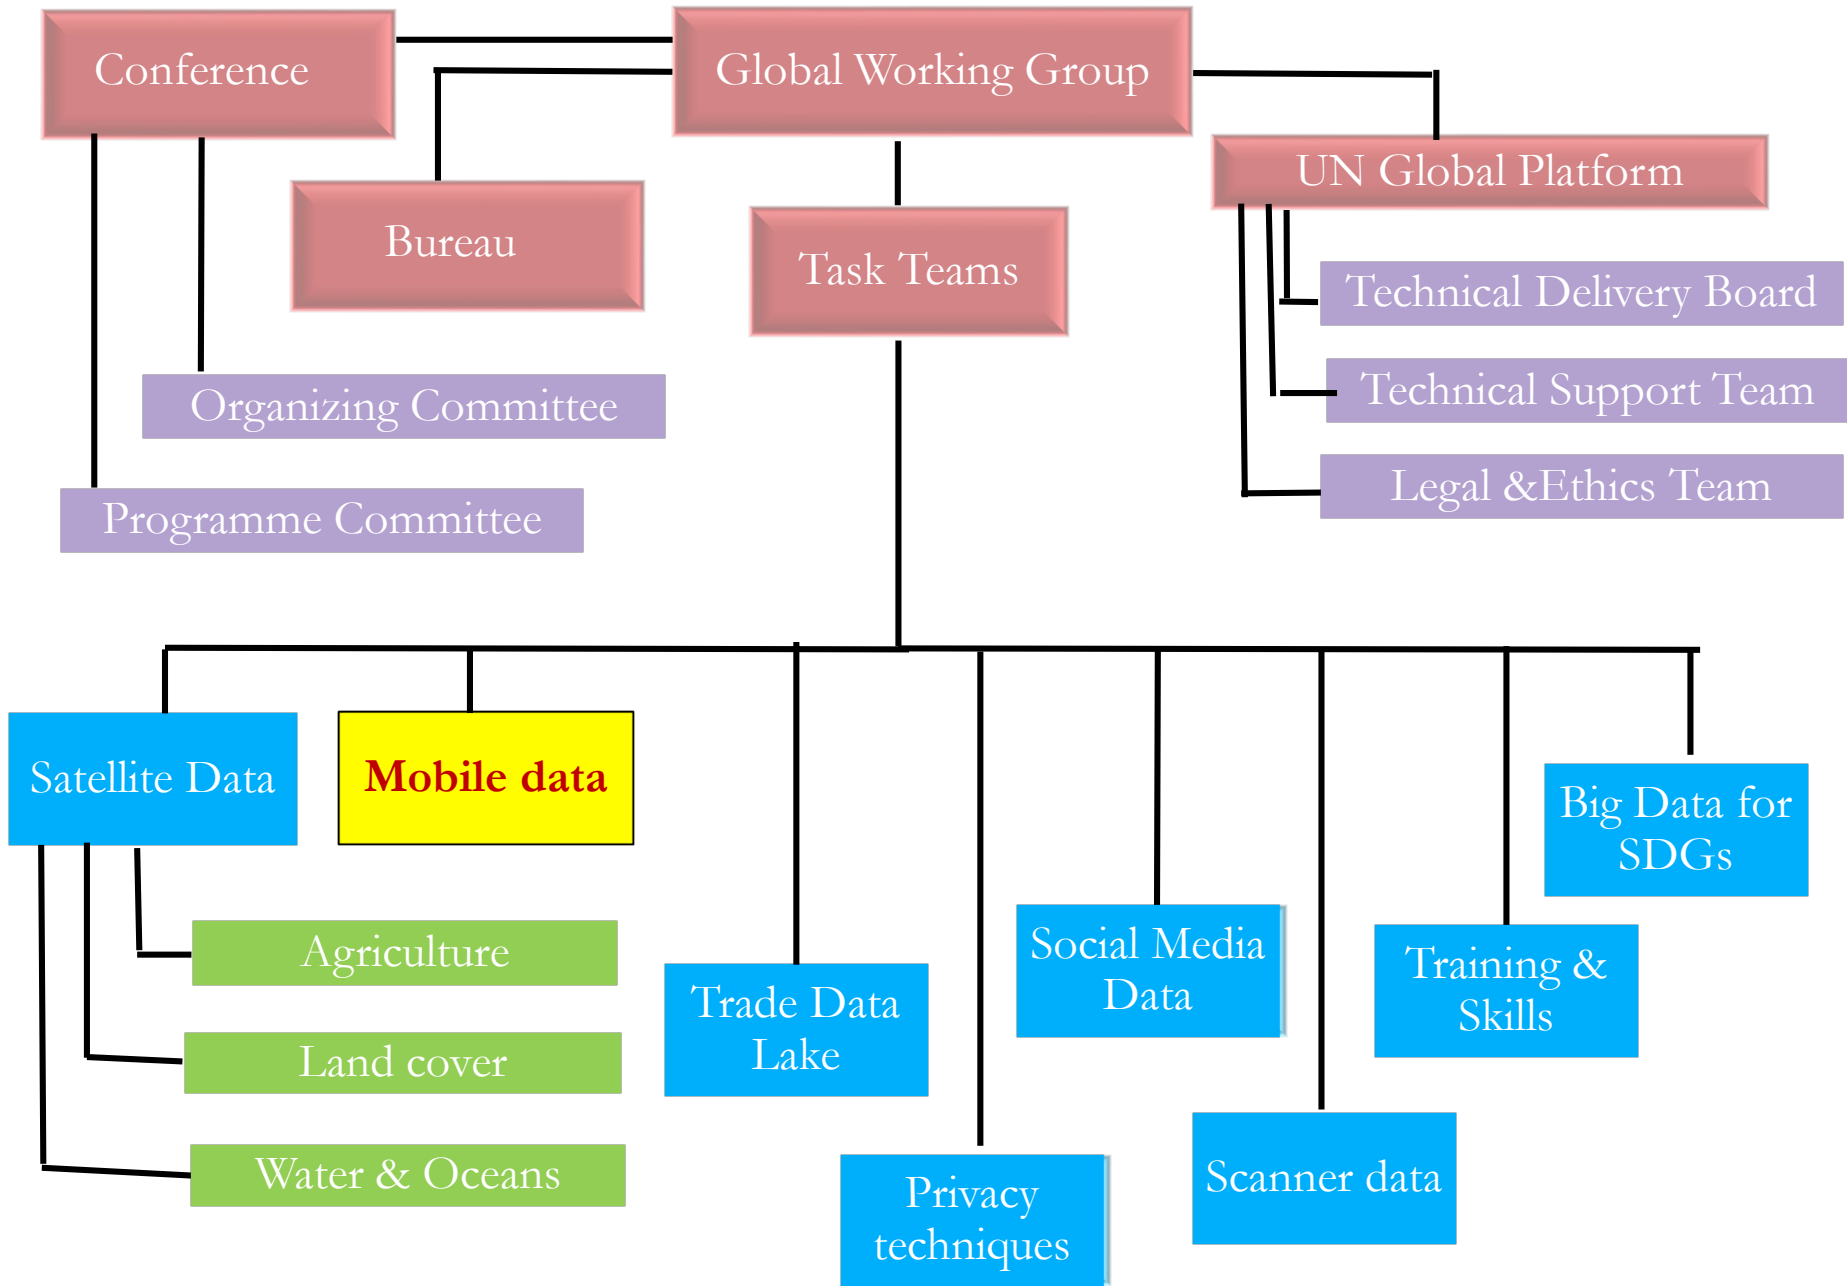 Conference
Global Working Group
UN Global Platform
Bureau
Task Teams
Technical Delivery Board
Technical Support Team
Legal &Ethics Team
Organizing Committee
Programme Committee
Satellite Data
Mobile data
Big Data for
SDGs
Agriculture
Land cover
Water & Oceans
Trade Data
Lake
Social Media
Data
Training &
Skills
Privacy
techniques
Scanner data